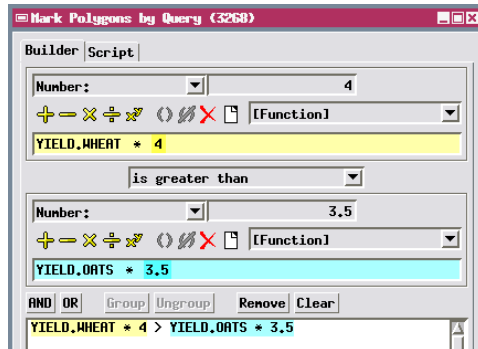 Mark Polygons by Query (3268)
Builder Script
Number: 4
[Function]
YIELD.WHEAT * 4
is greater than
Number: 3.5
[Function]
YIELD.OATS * 3.5
AND OR Group Ungroup Remove Clear
YIELD.WHEAT * 4 > YIELD.OATS * 3.5